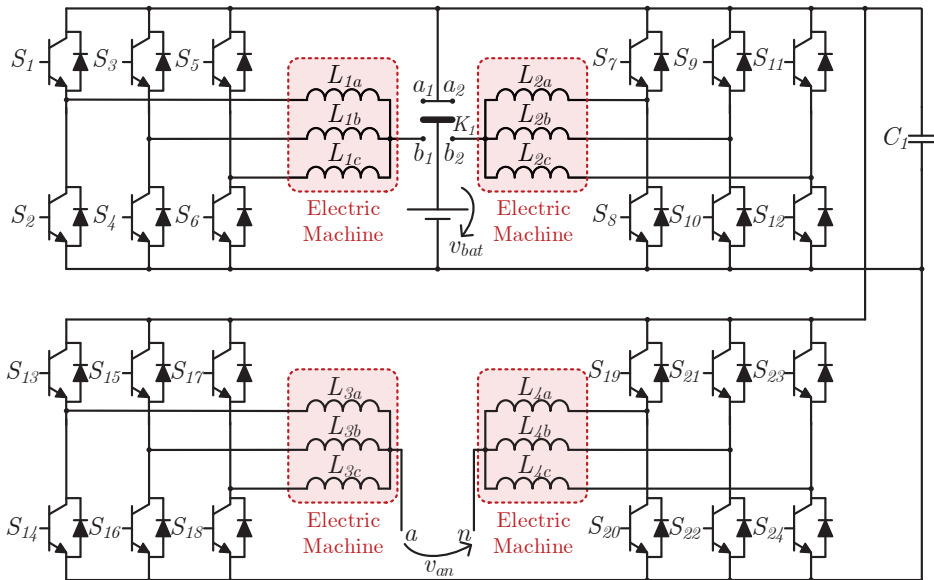 S1 S3 S5 L1a a1 a2 L2a S7 S9 S11
L1b K1 L2b C1
L1c b1 b2 L2c
S2 S4 S6 S8 S10 S12
Electric Machine
vbat
Electric Machine
S13 S15 S17 L3a L4a S19 S21 S23
L3b L4b
L3c L4c
S14 S16 S18 a n S20 S22 S24
Electric Machine
van
Electric Machine